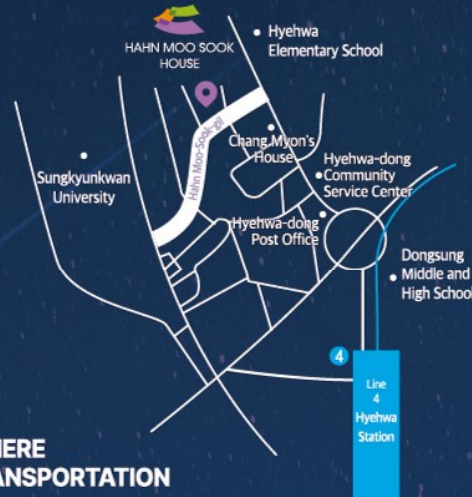 HAHN MOO SOOK
HOUSE
Hyehwa
Elementary School
Hahn Moo-Sook-gil
Chang Myon's
House
Sungkyunkwan
University
Hyehwa-dong
Community
Service Center
Hyehwa-dong
Post Office
Dongsung
Middle and
High School
4
Line
4
Hyehwa
Station
ERE
ANSPORTATION